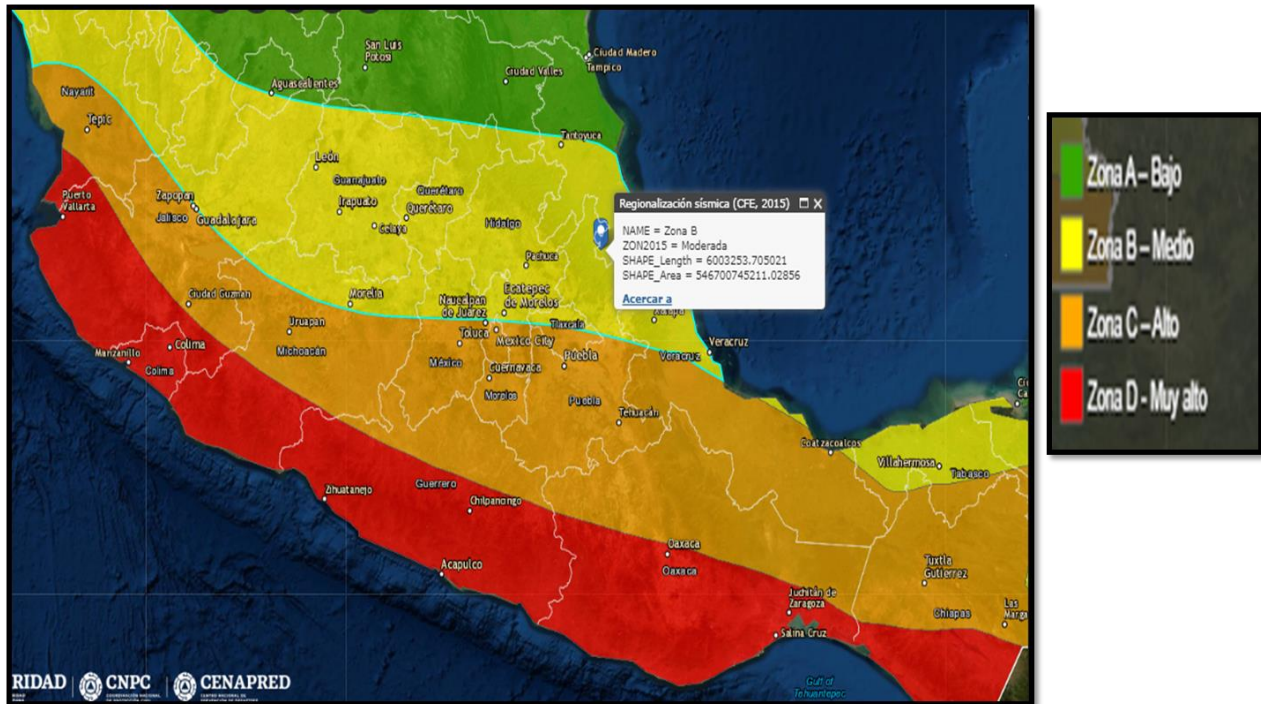 San Luis
Potosí
Ciudad Madero
Tampico
Ciudad Valles
Aguascalientes
Nayarit
Tantoyuca
Tepic
León
Guanajuato
Querétaro
Puerto
Vallarta
Zapopan
Irapuato
Querétaro
Jalisco
Guadalajara
Celaya
Hidalgo
Pachuca
Regionalización sísmica (CFE, 2015)
NAME = Zona B
ZON2015 = Moderada
SHAPE_Length = 6003253.705021
SHAPE_Area = 546700745211.02856
Acercar a
Ciudad Guzmán
Morelia
Naucalpan
de Juárez
Ecatepec
de Morelos
Xalapa
Uruapan
Tlaxcala
Toluca
Mexico City
Veracruz
Manzanillo
Colima
Michoacán
México
Puebla
Veracruz
Colima
Cuernavaca
Morelos
Puebla
Tehuacán
Coatzacoalcos
Villahermosa
Tabasco
Zihuatanejo
Guerrero
Chilpancingo
Oaxaca
Acapulco
Oaxaca
Tuxtla
Gutiérrez
Juchitán de
Zaragoza
Chiapas
Las
Marga
Salina Cruz
Gulf of
Tehuantepec
RIDAD
CNPC
CENAPRED
Zona A – Bajo
Zona B – Medio
Zona C – Alto
Zona D - Muy alto